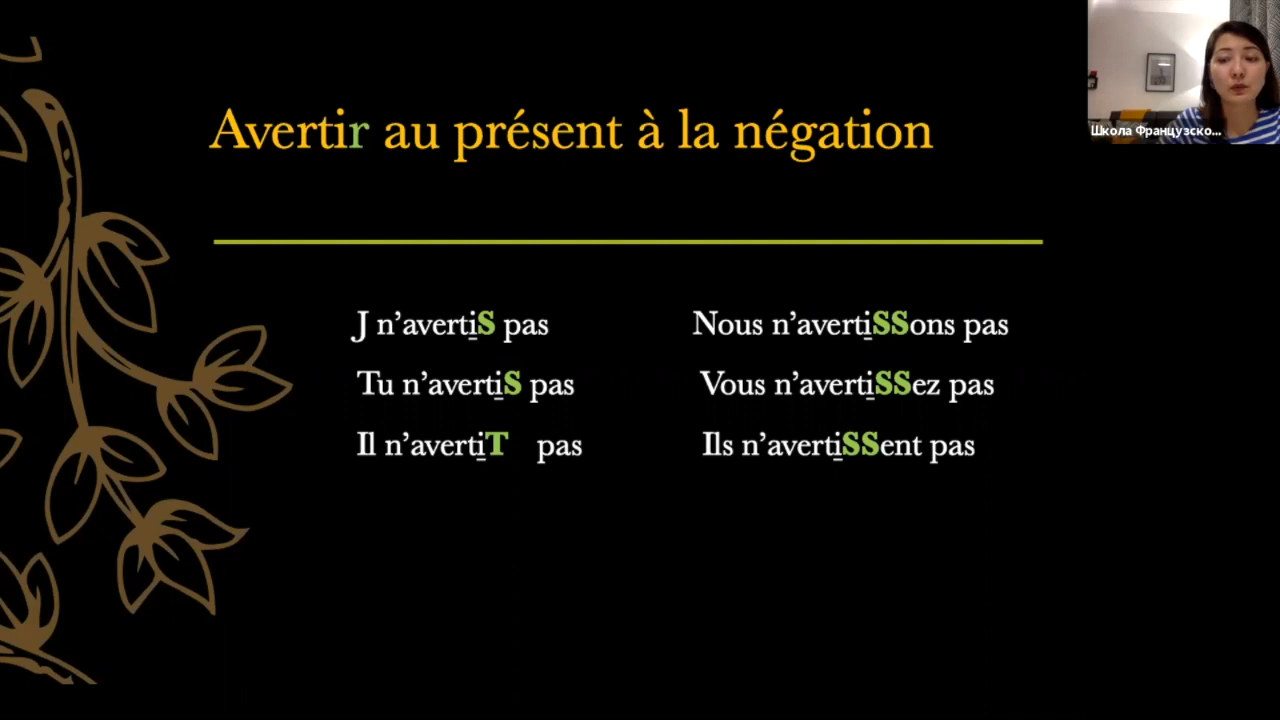 Avertir au présent à la négation
Школа Французско...
J n’avertiS pas
Nous n’avertiSSons pas
Tu n’avertiS pas
Vous n’avertiSSez pas
Il n’avertiT pas
Ils n’avertiSSent pas